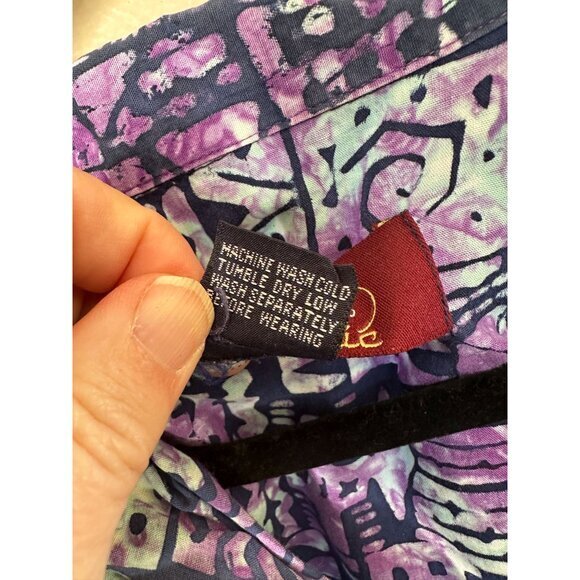 MACHINE WASH COLD
TUMBLE DRY LOW
WASH SEPARATELY
BEFORE WEARING